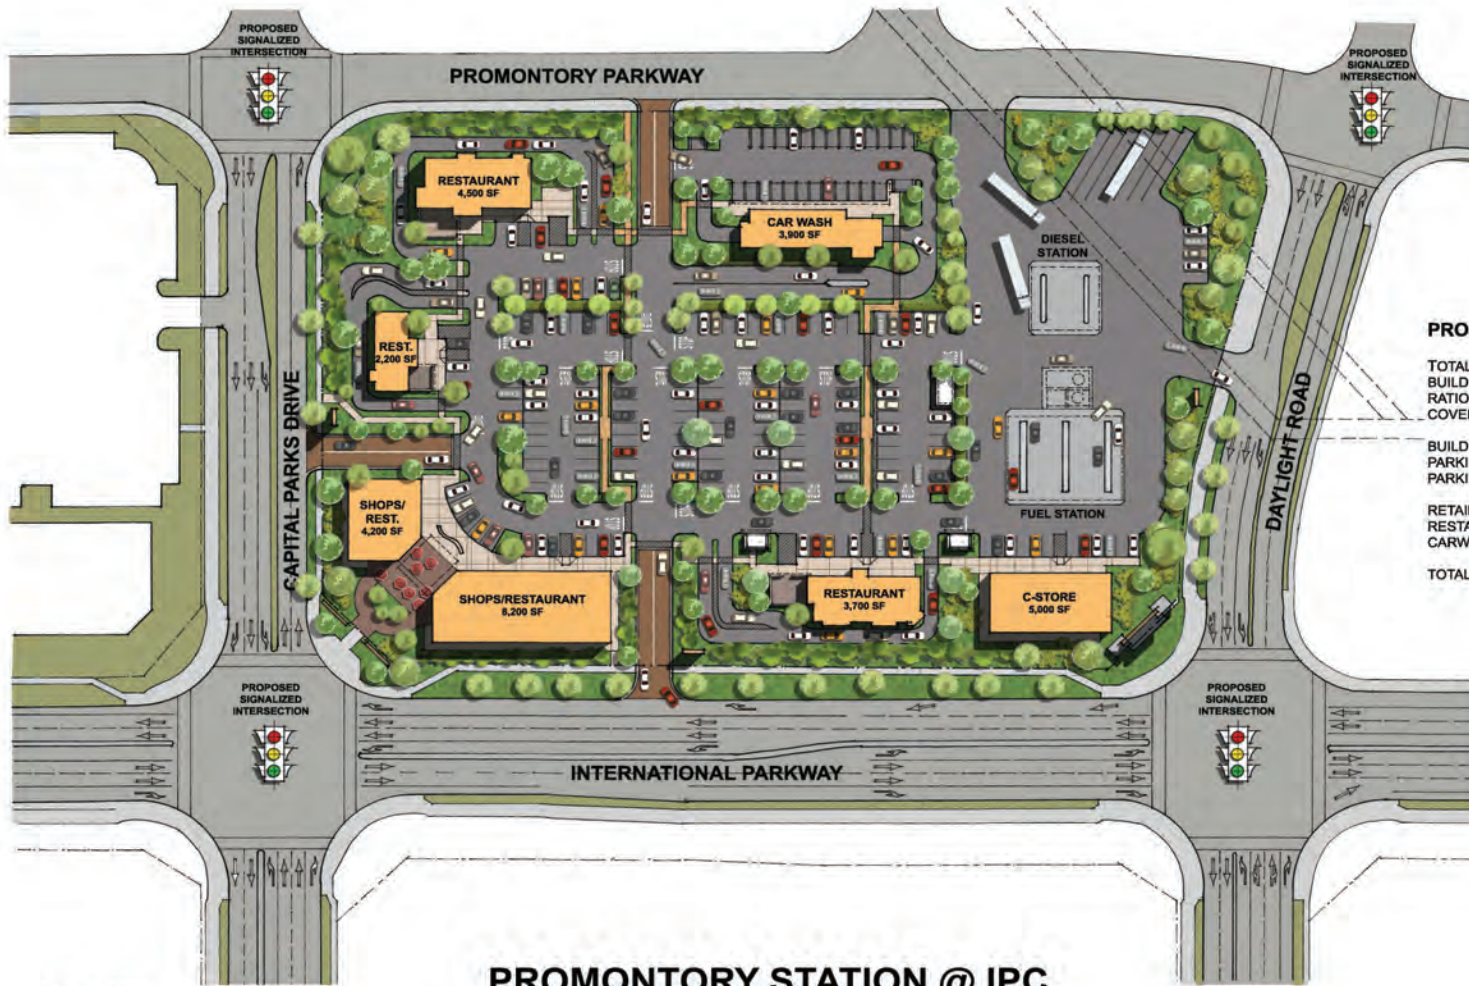 PROPOSED
SIGNALIZED
INTERSECTION
PROMONTORY PARKWAY
PROPOSED
SIGNALIZED
INTERSECTION
RESTAURANT
4,500 SF
CAR WASH
3,900 SF
DIESEL
STATION
REST.
2,200 SF
CAPITAL PARKS DRIVE
DAYLIGHT ROAD
SHOPS/
REST.
4,200 SF
FUEL STATION
SHOPS/RESTAURANT
8,200 SF
RESTAURANT
3,700 SF
C-STORE
5,000 SF
PRO
TOTAL
BUILD
RATIO
COVE
BUILD
PARKI
PARKI
RETAI
RESTA
CARW
TOTAL
PROPOSED
SIGNALIZED
INTERSECTION
PROPOSED
SIGNALIZED
INTERSECTION
INTERNATIONAL PARKWAY
PROMONTORY STATION @ IPC